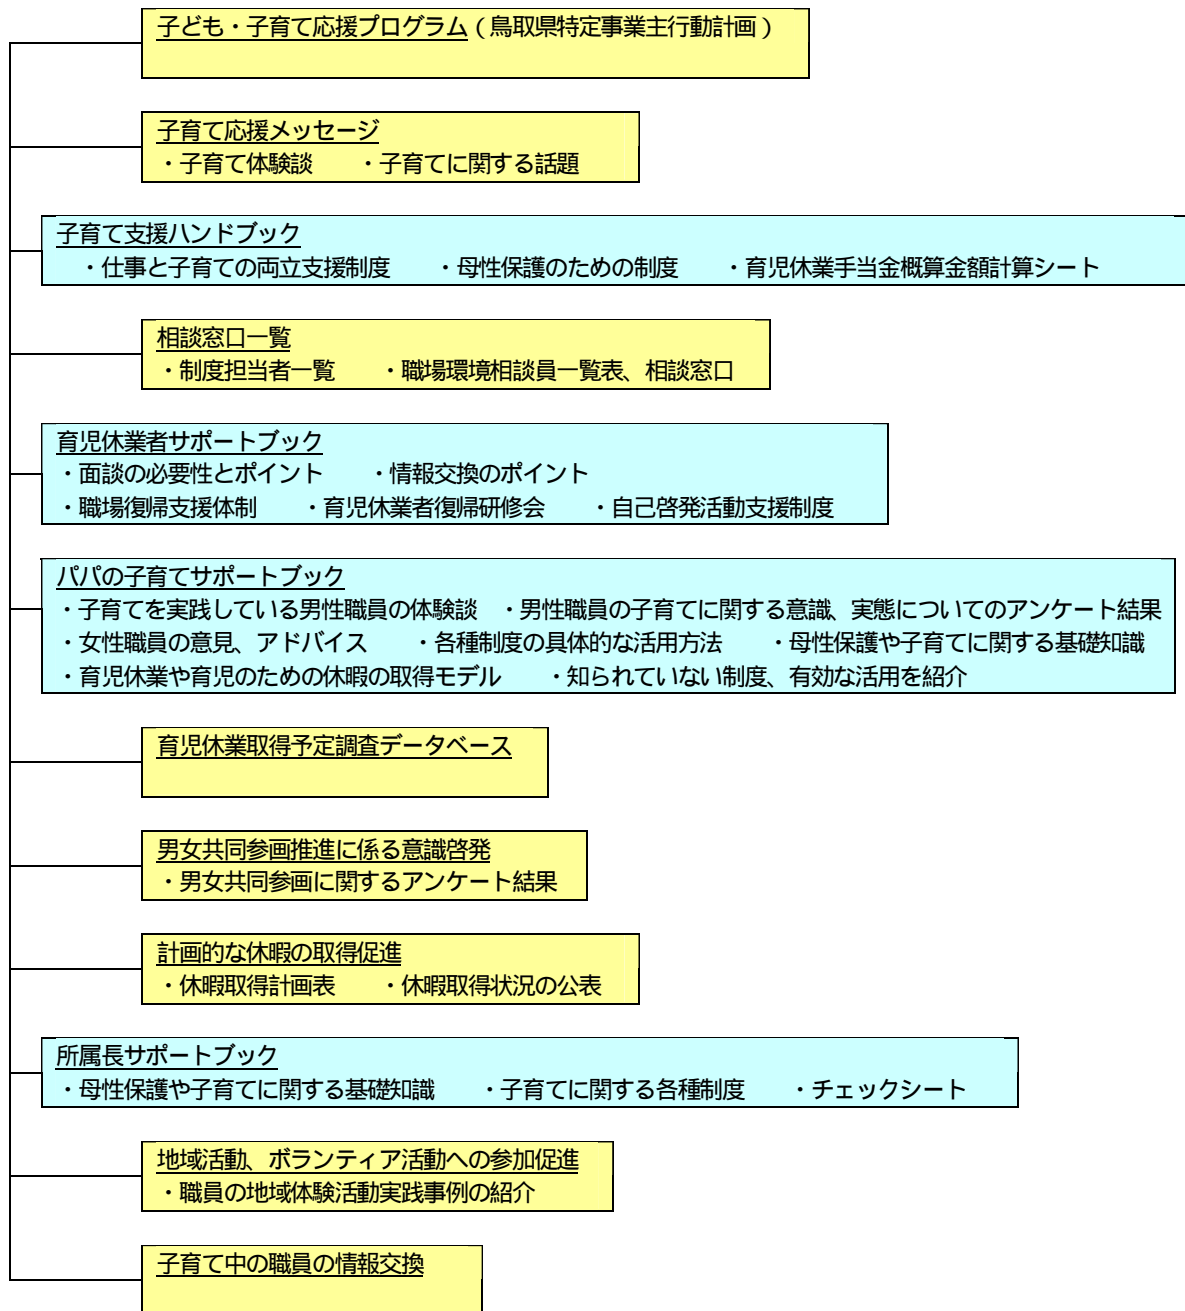 子ども・子育て応援プログラム（鳥取県特定事業主行動計画）
子育て応援メッセージ
・子育て体験談　　・子育てに関する話題
子育て支援ハンドブック
・仕事と子育ての両立支援制度　　・母性保護のための制度　　・育児休業手当金概算金額計算シート
相談窓口一覧
・制度担当者一覧　　・職場環境相談員一覧表、相談窓口
育児休業者サポートブック
・面談の必要性とポイント　　・情報交換のポイント
・職場復帰支援体制　　・育児休業者復帰研修会　　・自己啓発活動支援制度
パパの子育てサポートブック
・子育てを実践している男性職員の体験談　・男性職員の子育てに関する意識、実態についてのアンケート結果
・女性職員の意見、アドバイス　　・各種制度の具体的な活用方法　　・母性保護や子育てに関する基礎知識
・育児休業や育児のための休暇の取得モデル　　・知られていない制度、有効な活用を紹介
育児休業取得予定調査データベース
男女共同参画推進に係る意識啓発
・男女共同参画に関するアンケート結果
計画的な休暇の取得促進
・休暇取得計画表　　・休暇取得状況の公表
所属長サポートブック
・母性保護や子育てに関する基礎知識　　・子育てに関する各種制度　　・チェックシート
地域活動、ボランティア活動への参加促進
・職員の地域体験活動実践事例の紹介
子育て中の職員の情報交換